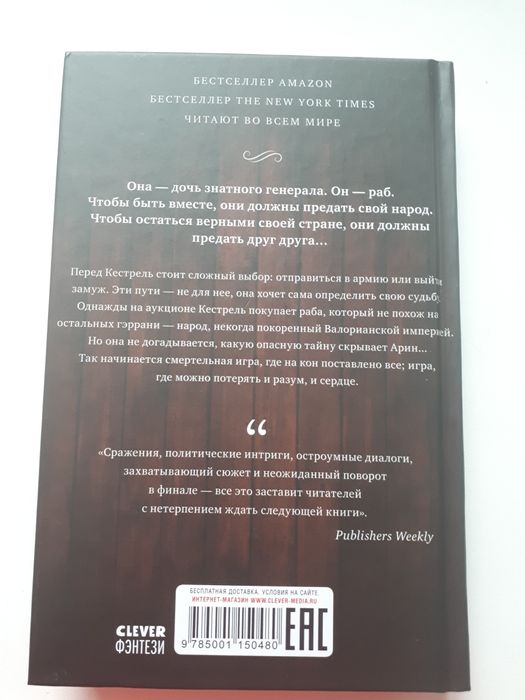 БЕСТСЕЛЛЕР AMAZON
БЕСТСЕЛЛЕР THE NEW YORK TIMES
ЧИТАЮТ ВО ВСЕМ МИРЕ
Она — дочь знатного генерала. Он — раб.
Чтобы быть вместе, они должны предать свой народ.
Чтобы остаться верными своей стране, они должны
предать друг друга...
Перед Кестрель стоит сложный выбор: отправиться в армию или выйти
замуж. Эти пути — не для нее, она хочет сама определить свою судьбу.
Однажды на аукционе Кестрель покупает раба, который не похож на
остальных гэррани — народ, некогда покоренный Валорианской империей.
Но она не догадывается, какую опасную тайну скрывает Арин...
Так начинается смертельная игра, где на кон поставлено все; игра,
где можно потерять и разум, и сердце.
“
«Сражения, политические интриги, остроумные диалоги,
захватывающий сюжет и неожиданный поворот
в финале — все это заставит читателей
с нетерпением ждать следующей книги».
Publishers Weekly
БЕСПЛАТНАЯ ДОСТАВКА. УСЛОВИЯ НА САЙТЕ
ИНТЕРНЕТ-МАГАЗИН WWW.CLEVER-MEDIA.RU
CLEVER
ФЭНТЕЗИ
9 785001 150480
EAC